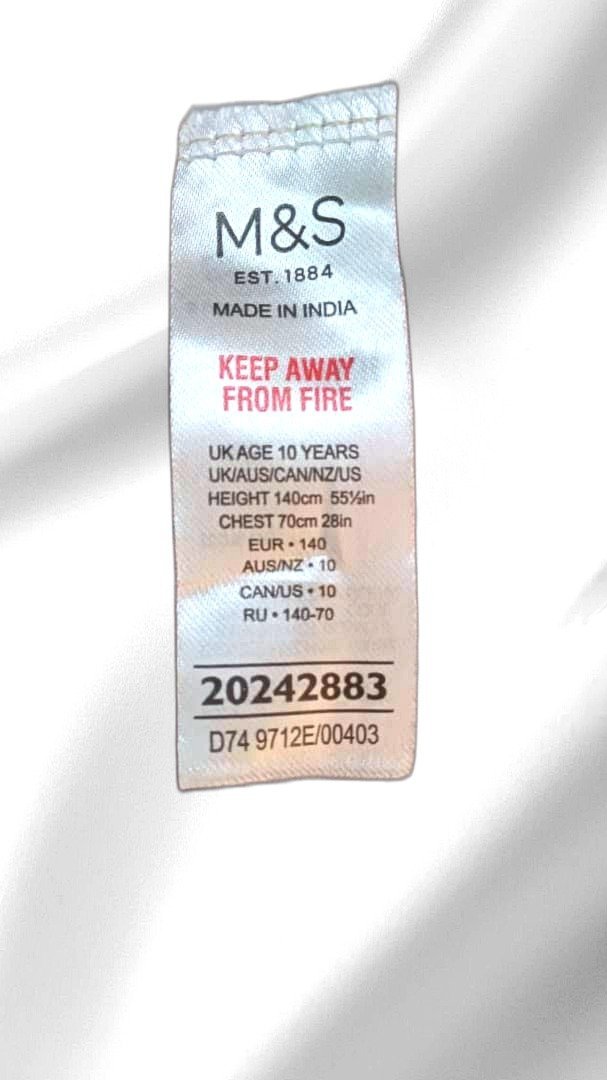 M&S
EST. 1884
MADE IN INDIA
KEEP AWAY
FROM FIRE
UK AGE 10 YEARS
UK/AUS/CAN/NZ/US
HEIGHT 140cm 55½in
CHEST 70cm 28in
EUR • 140
AUS/NZ • 10
CAN/US • 10
RU • 140-70
20242883
D74 9712E/00403